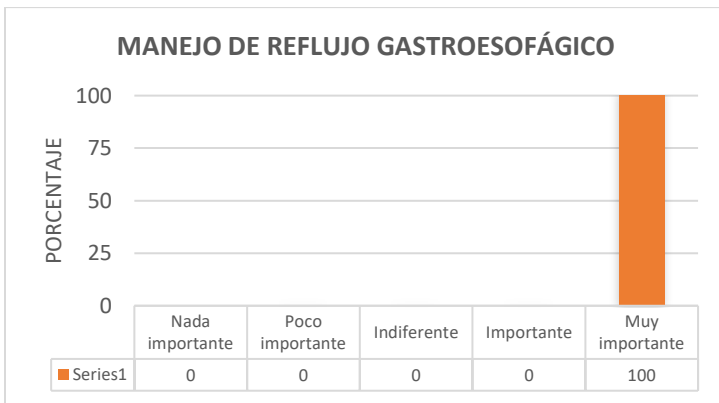 MANEJO DE REFLUJO GASTROESOFÁGICO
PORCENTAJE
100
75
50
25
0
Nada importante
Poco importante
Indiferente
Importante
Muy importante
Series1 0 0 0 0 100